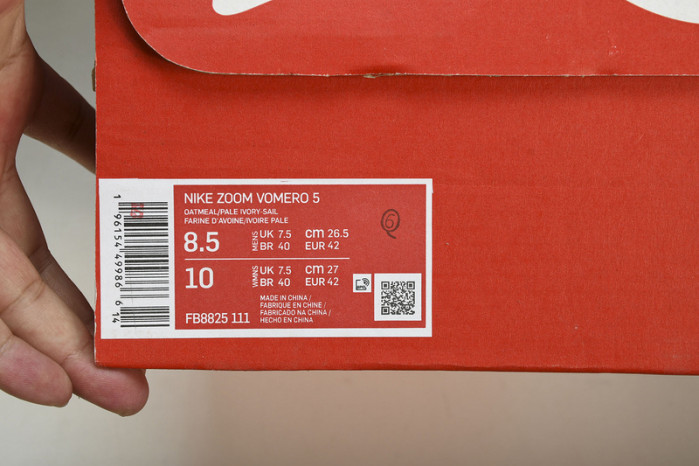 NIKE ZOOM VOMERO 5
OATMEAL/PALE IVORY-SAIL
FARINE D'AVOINE/IVOIRE PALE
8.5 MENS UK 7.5 cm 26.5
BR 40 EUR 42
10 WMNS UK 7.5 cm 27
BR 40 EUR 42
MADE IN CHINA /
FABRIQUE EN CHINE /
FABRICADO NA CHINA /
HECHO EN CHINA
FB8825 111
1 96154 49986 6 14
6